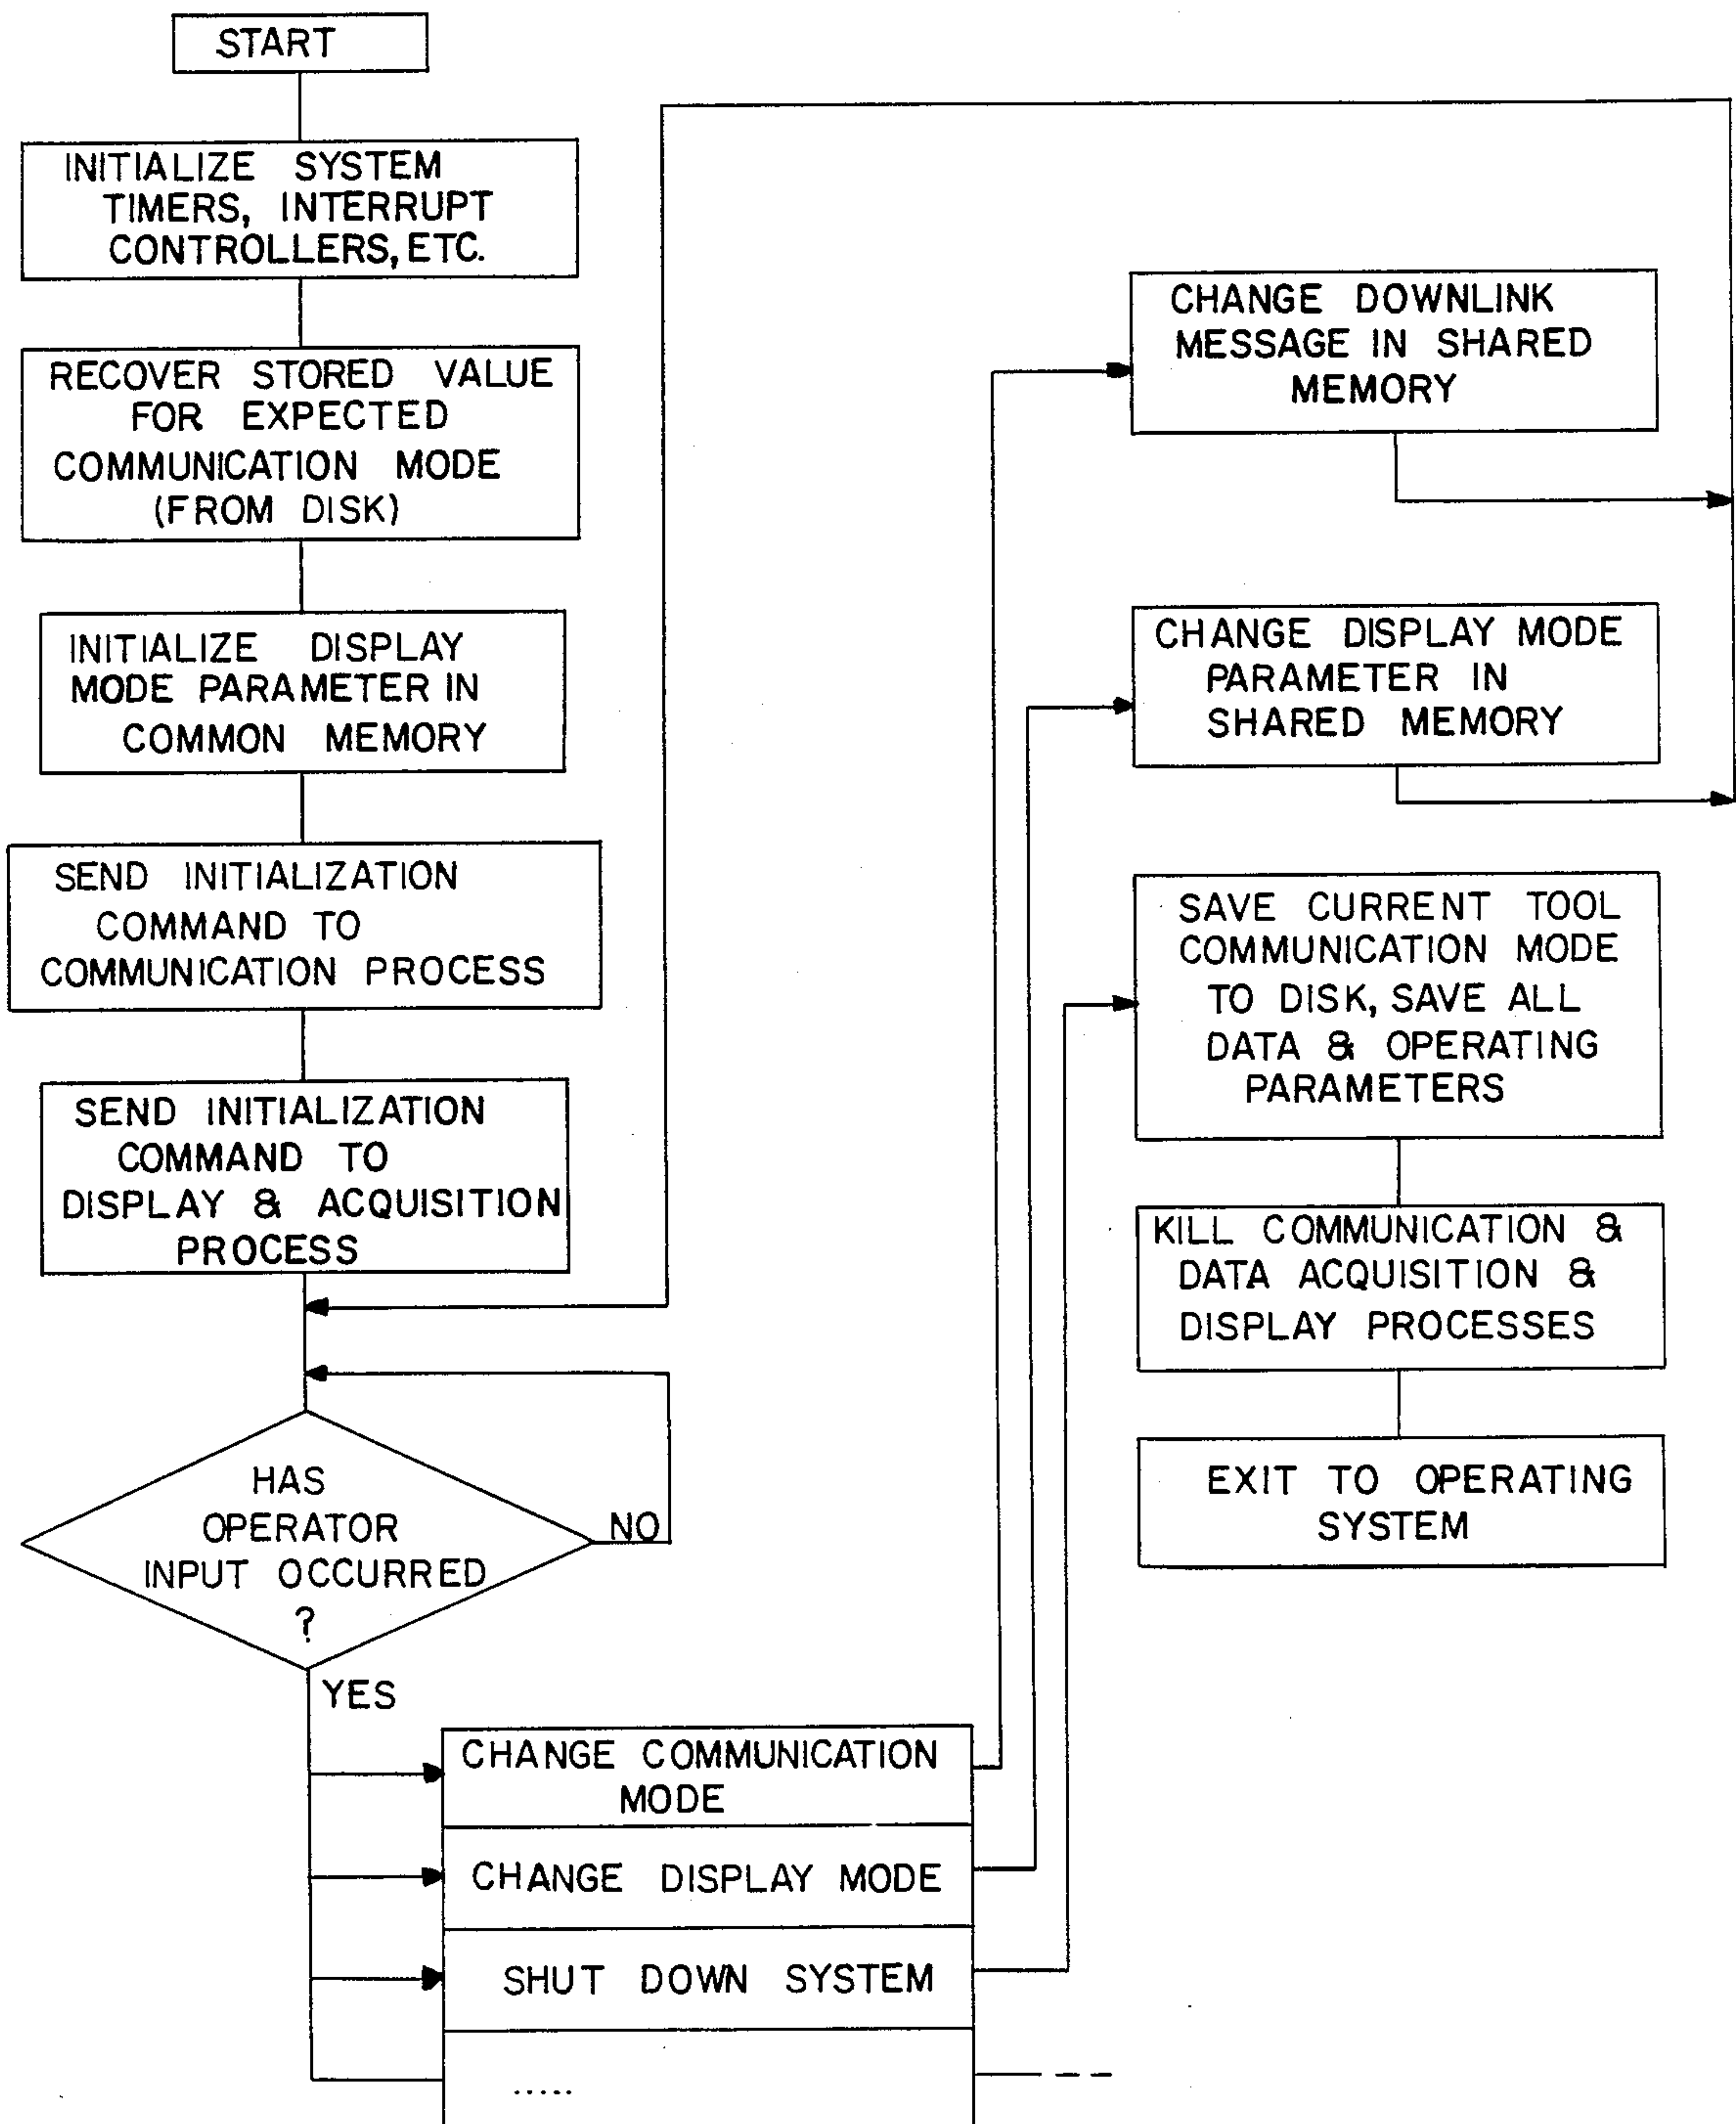 START
INITIALIZE SYSTEM
TIMERS, INTERRUPT
CONTROLLERS, ETC.
RECOVER STORED VALUE
FOR EXPECTED
COMMUNICATION MODE
(FROM DISK)
INITIALIZE DISPLAY
MODE PARAMETER IN
COMMON MEMORY
SEND INITIALIZATION
COMMAND TO
COMMUNICATION PROCESS
SEND INITIALIZATION
COMMAND TO
DISPLAY & ACQUISITION
PROCESS
HAS
OPERATOR
INPUT OCCURRED
?
NO
YES
CHANGE COMMUNICATION
MODE
CHANGE DISPLAY MODE
SHUT DOWN SYSTEM
.....
CHANGE DOWNLINK
MESSAGE IN SHARED
MEMORY
CHANGE DISPLAY MODE
PARAMETER IN
SHARED MEMORY
SAVE CURRENT TOOL
COMMUNICATION MODE
TO DISK, SAVE ALL
DATA & OPERATING
PARAMETERS
KILL COMMUNICATION &
DATA ACQUISITION &
DISPLAY PROCESSES
EXIT TO OPERATING
SYSTEM